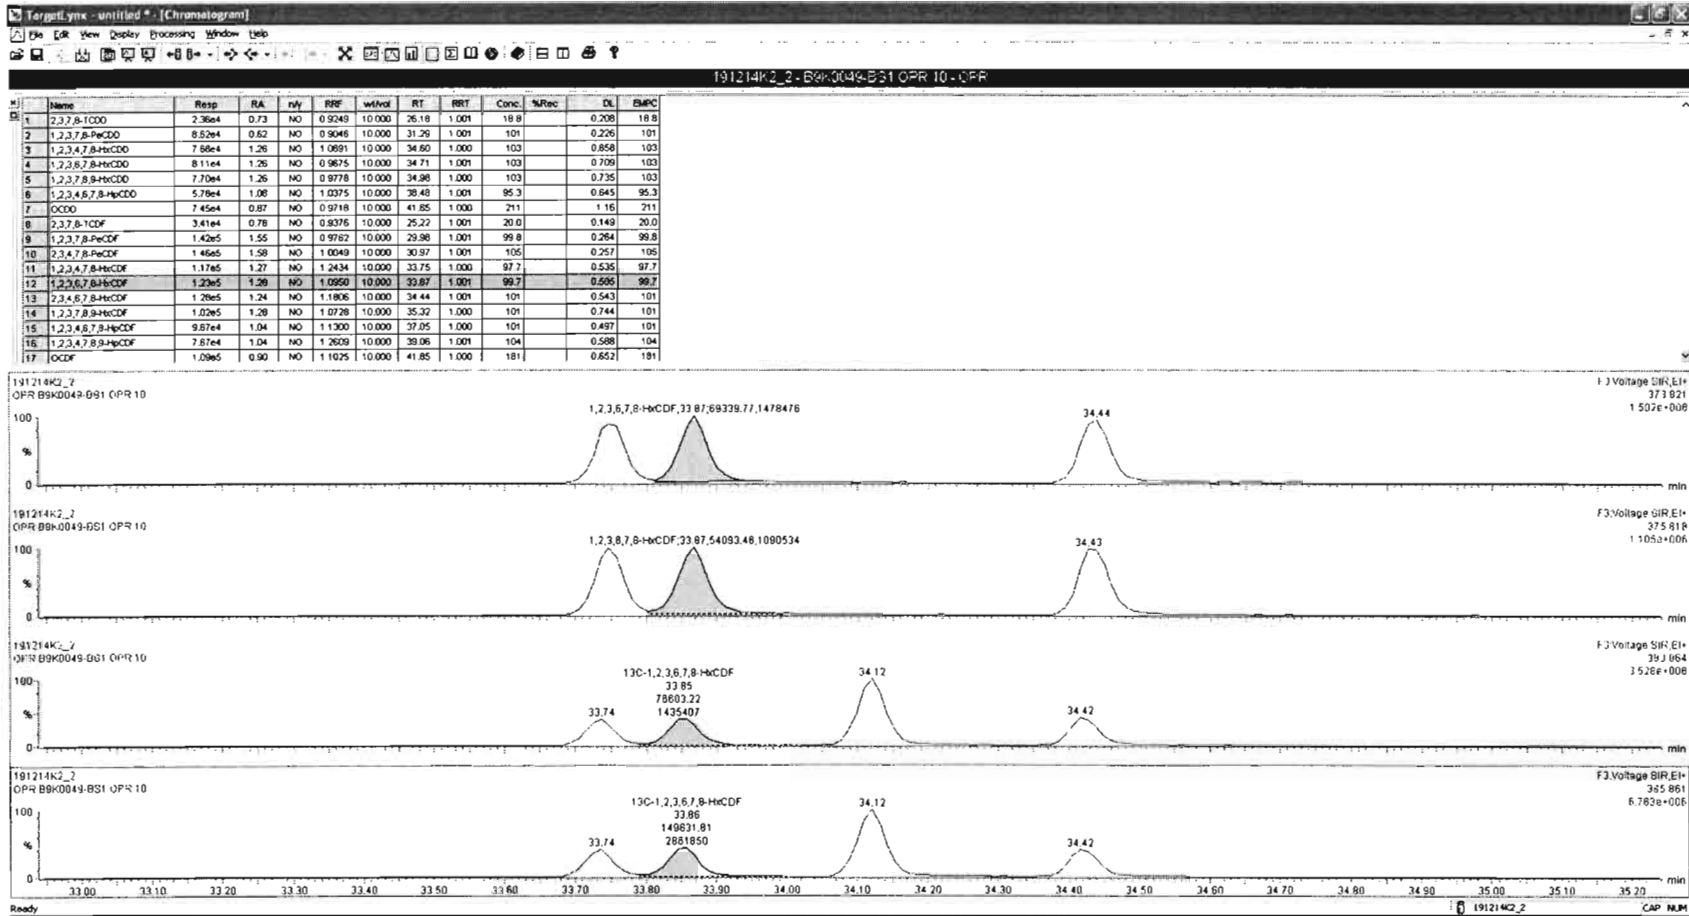 TargetLynx - untitled * - [Chromatogram]
File Edit View Display Processing Window Help
191214K2_2 - B9K0049-BS1 OPR 10 - OPR
Name Resp RA n/y RRF wt/vol RT RRT Conc. %Rec DL EMPC
1 2,3,7,8-TCDD 2.36e4 0.73 NO 0.9249 10.000 26.18 1.001 18.8 0.208 18.8
2 1,2,3,7,8-PeCDD 8.52e4 0.62 NO 0.9046 10.000 31.29 1.001 101 0.226 101
3 1,2,3,4,7,8-HxCDD 7.68e4 1.26 NO 1.0691 10.000 34.60 1.000 103 0.858 103
4 1,2,3,6,7,8-HxCDD 8.11e4 1.26 NO 0.9675 10.000 34.71 1.000 103 0.709 103
5 1,2,3,7,8,9-HxCDD 7.70e4 1.26 NO 0.9778 10.000 34.98 1.000 103 0.735 103
6 1,2,3,4,6,7,8-HpCDD 5.78e4 1.06 NO 1.0375 10.000 38.48 1.001 95.3 0.645 95.3
7 OCDD 7.45e4 0.87 NO 0.9718 10.000 41.65 1.000 211 1.16 211
8 2,3,7,8-TCDF 3.41e4 0.78 NO 0.9376 10.000 25.22 1.001 20.0 0.149 20.0
9 1,2,3,7,8-PeCDF 1.42e5 1.55 NO 0.9762 10.000 29.98 1.001 99.8 0.264 99.8
10 2,3,4,7,8-PeCDF 1.46e5 1.58 NO 1.0049 10.000 30.97 1.001 105 0.257 105
11 1,2,3,4,7,8-HxCDF 1.17e5 1.27 NO 1.2434 10.000 33.75 1.000 97.7 0.535 97.7
12 1,2,3,6,7,8-HxCDF 1.23e5 1.28 NO 1.0950 10.000 33.87 1.001 99.7 0.505 99.7
13 2,3,4,6,7,8-HxCDF 1.28e5 1.24 NO 1.1806 10.000 34.44 1.001 101 0.543 101
14 1,2,3,7,8,9-HxCDF 1.02e5 1.28 NO 1.0728 10.000 35.32 1.000 101 0.744 101
15 1,2,3,4,6,7,8-HpCDF 9.67e4 1.04 NO 1.1300 10.000 37.05 1.000 101 0.497 101
16 1,2,3,4,7,8,9-HpCDF 7.67e4 1.04 NO 1.2609 10.000 39.06 1.000 104 0.588 104
17 OCDF 1.09e5 0.90 NO 1.1025 10.000 41.85 1.000 181 0.652 181
191214K2_2
OPR B9K0049-BS1 OPR 10
F3:Voltage SIR,EI+
373.821
1.502e+006
1,2,3,6,7,8-HxCDF;33.87;69339.77;1478476
34.44
100
%
0
min
191214K2_2
OPR B9K0049-BS1 OPR 10
F3:Voltage SIR,EI+
375.818
1.105e+006
1,2,3,6,7,8-HxCDF;33.87;54093.46;1090534
34.43
100
%
0
min
191214K2_2
OPR B9K0049-BS1 OPR 10
F3:Voltage SIR,EI+
3.528e+006
13C-1,2,3,6,7,8-HxCDF
33.85
78603.22
1435407
33.74
34.12
34.42
100
%
0
min
191214K2_2
OPR B9K0049-BS1 OPR 10
F3:Voltage SIR,EI+
385.861
6.783e+006
13C-1,2,3,6,7,8-HxCDF
33.86
149631.81
2881850
33.74
34.12
34.42
100
%
0
min
33.00 33.10 33.20 33.30 33.40 33.50 33.60 33.70 33.80 33.90 34.00 34.10 34.20 34.30 34.40 34.50 34.60 34.70 34.80 34.90 35.00 35.10 35.20
Ready
191214K2_2
CAP NUM